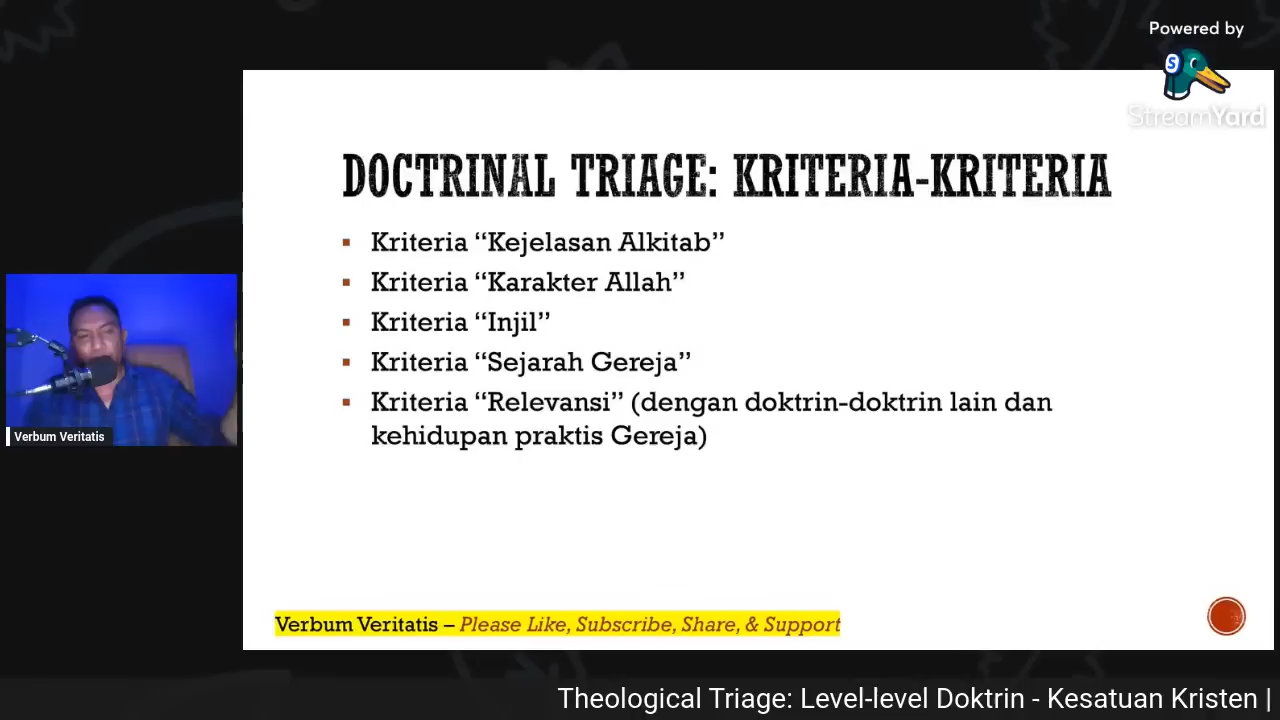 Powered by
StreamYard
DOCTRINAL TRIAGE: KRITERIA-KRITERIA
▪ Kriteria “Kejelasan Alkitab”
▪ Kriteria “Karakter Allah”
▪ Kriteria “Injil”
▪ Kriteria “Sejarah Gereja”
▪ Kriteria “Relevansi” (dengan doktrin-doktrin lain dan
kehidupan praktis Gereja)
Verbum Veritatis
Verbum Veritatis – Please Like, Subscribe, Share, & Support
Theological Triage: Level-level Doktrin - Kesatuan Kristen |